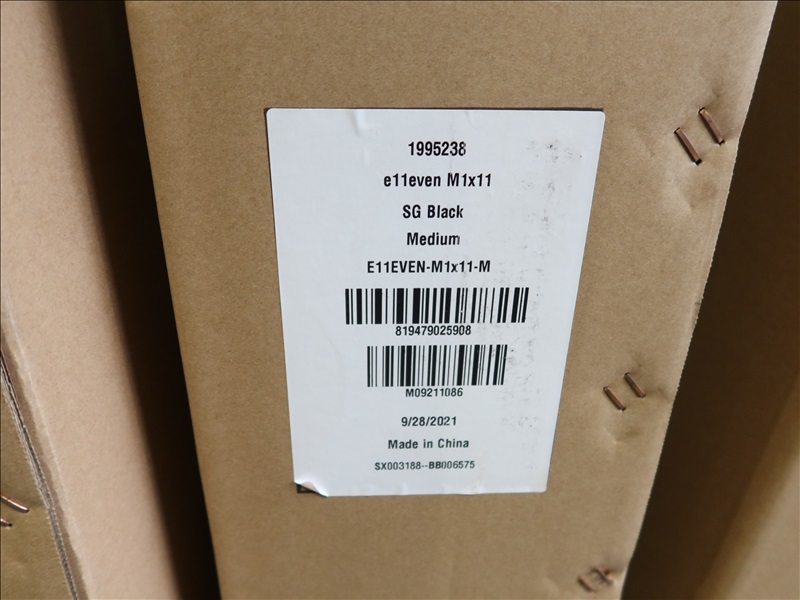 1995238
e11even M1x11
SG Black
Medium
E11EVEN-M1x11-M
819479025908
M09211086
9/28/2021
Made in China
SX003188--BB006575